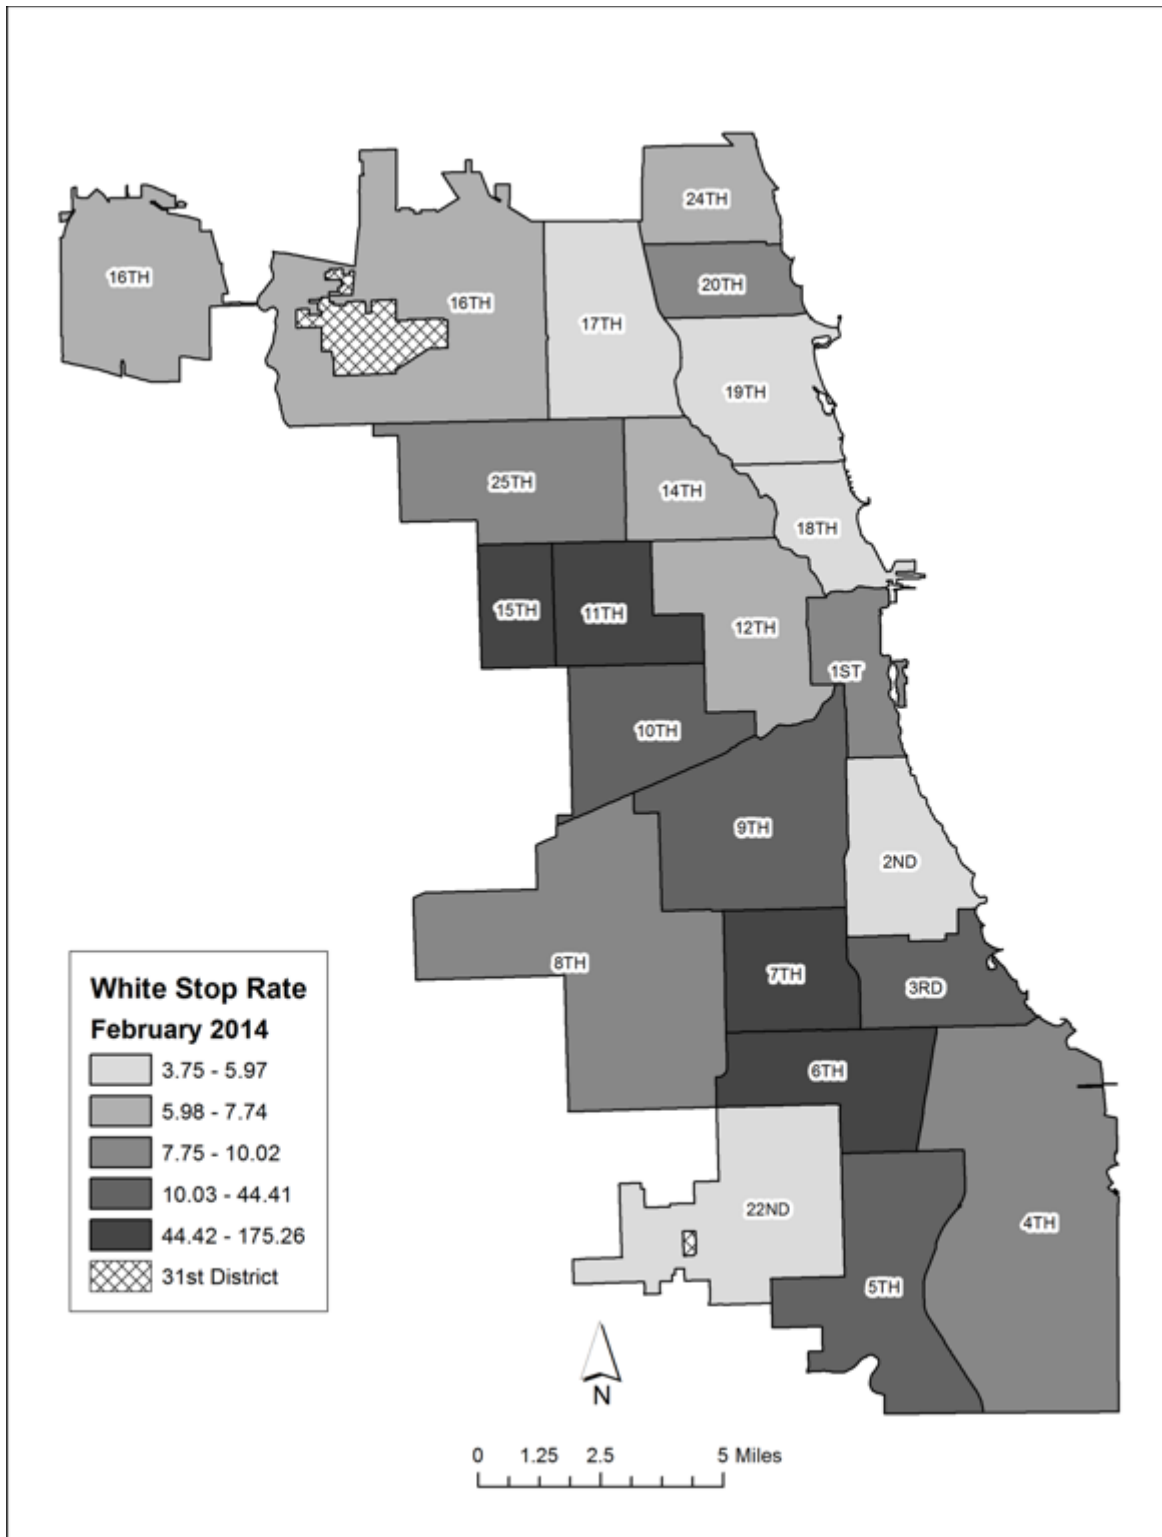 24TH
16TH
20TH
16TH
17TH
19TH
25TH
14TH
18TH
15TH
11TH
12TH
1ST
10TH
9TH
2ND
8TH
7TH
3RD
6TH
22ND
4TH
5TH
White Stop Rate
February 2014
3.75 - 5.97
5.98 - 7.74
7.75 - 10.02
10.03 - 44.41
44.42 - 175.26
31st District
N
0 1.25 2.5 5 Miles